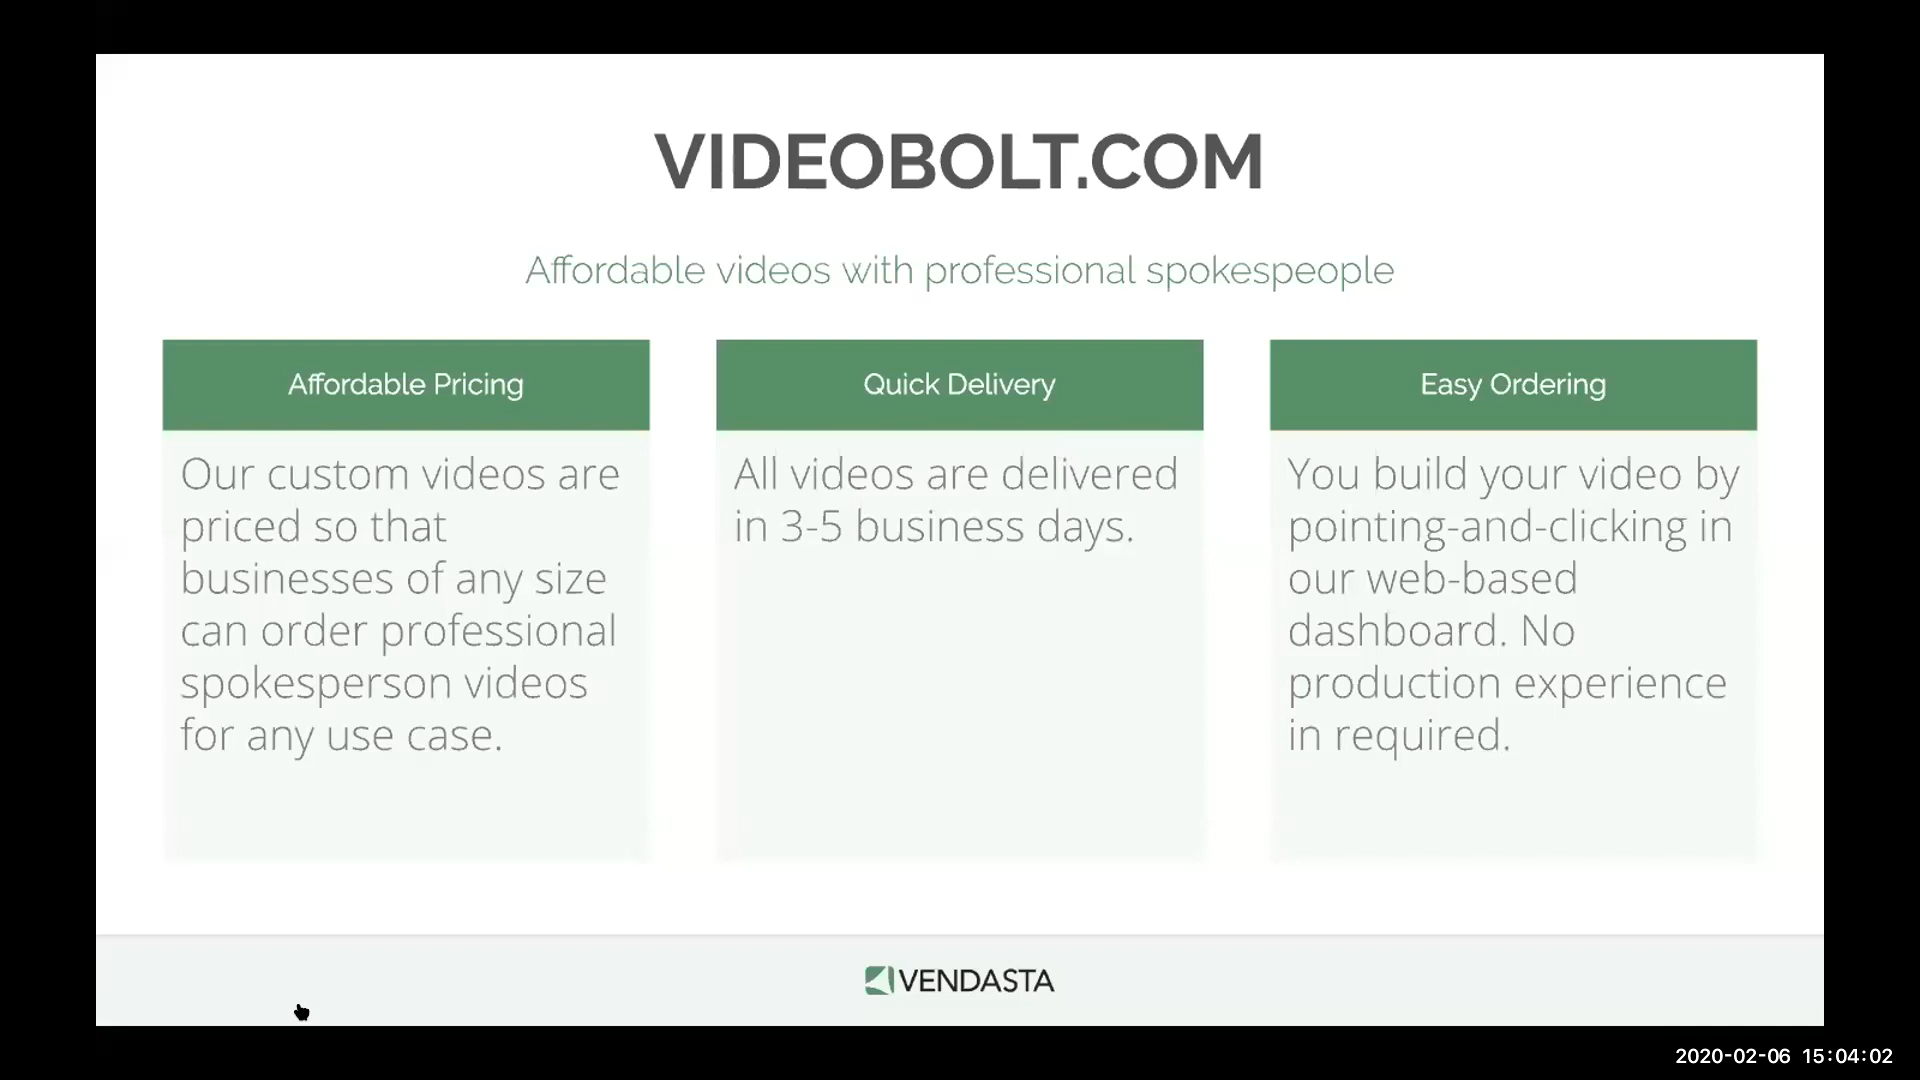 VIDEOBOLT.COM
Affordable videos with professional spokespeople
Affordable Pricing
Our custom videos are
priced so that
businesses of any size
can order professional
spokesperson videos
for any use case.
Quick Delivery
All videos are delivered
in 3-5 business days.
Easy Ordering
You build your video by
pointing-and-clicking in
our web-based
dashboard. No
production experience
in required.
VENDASTA
2020-02-06 15:04:02